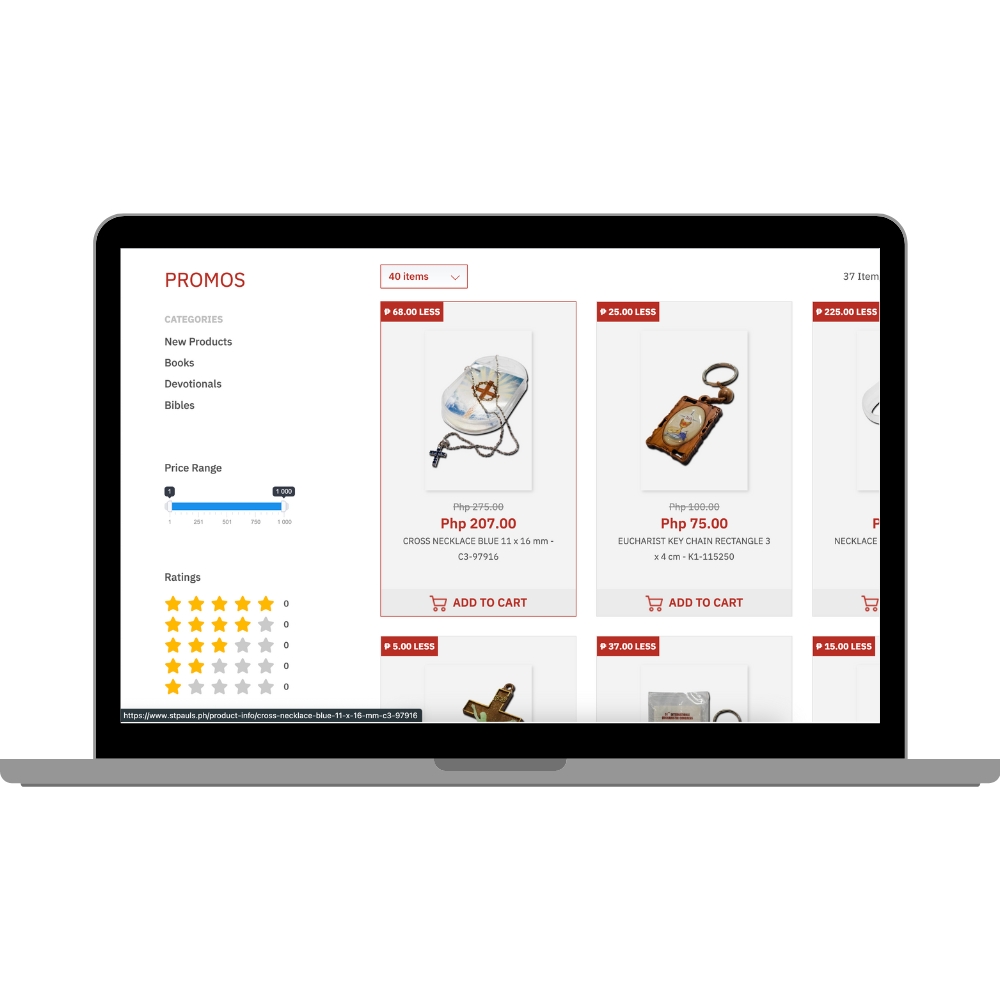 PROMOS
CATEGORIES
New Products
Books
Devotionals
Bibles
Price Range
1
1 000
1 251 501 750 1 000
Ratings
0
0
0
0
0
40 items
37 Item
₱ 68.00 LESS
Php 275.00
Php 207.00
CROSS NECKLACE BLUE 11 x 16 mm -
C3-97916
ADD TO CART
₱ 25.00 LESS
Php 100.00
Php 75.00
EUCHARIST KEY CHAIN RECTANGLE 3
x 4 cm - K1-115250
ADD TO CART
₱ 225.00 LESS
P
NECKLACE
₱ 5.00 LESS
₱ 37.00 LESS
₱ 15.00 LESS
https://www.stpauls.ph/product-info/cross-necklace-blue-11-x-16-mm-c3-97916